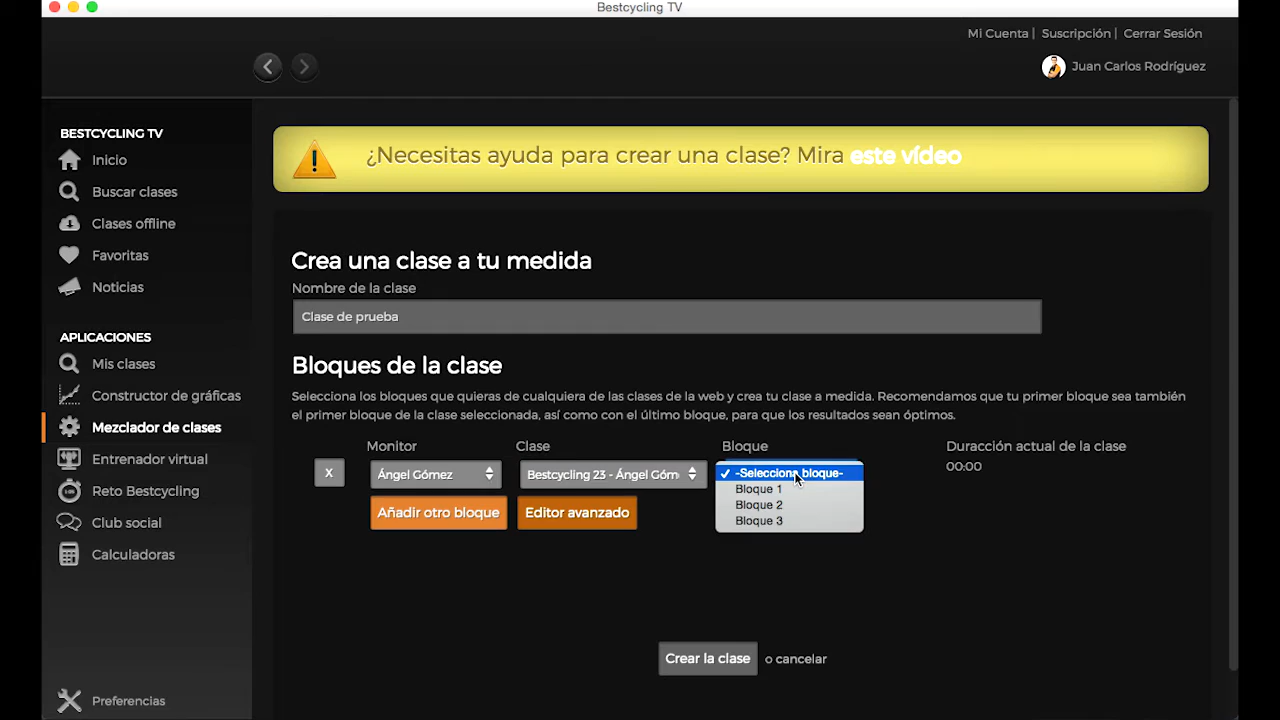 Bestcycling TV
Mi Cuenta | Suscripción | Cerrar Sesión
Juan Carlos Rodríguez
BESTCYCLING TV
Inicio
Buscar clases
Clases offline
Favoritas
Noticias
APLICACIONES
Mis clases
Constructor de gráficas
Mezclador de clases
Entrenador virtual
Reto Bestcycling
Club social
Calculadoras
Preferencias
¿Necesitas ayuda para crear una clase? Mira este vídeo
Crea una clase a tu medida
Nombre de la clase
Clase de prueba
Bloques de la clase
Selecciona los bloques que quieras de cualquiera de las clases de la web y crea tu clase a medida. Recomendamos que tu primer bloque sea también
el primer bloque de la clase seleccionada, así como con el último bloque, para que los resultados sean óptimos.
Monitor Clase Bloque Duracción actual de la clase
X Ángel Gómez Bestcycling 23 - Ángel Góm -Selecciona bloque- 00:00
Bloque 1
Bloque 2
Bloque 3
Añadir otro bloque Editor avanzado
Crear la clase o cancelar